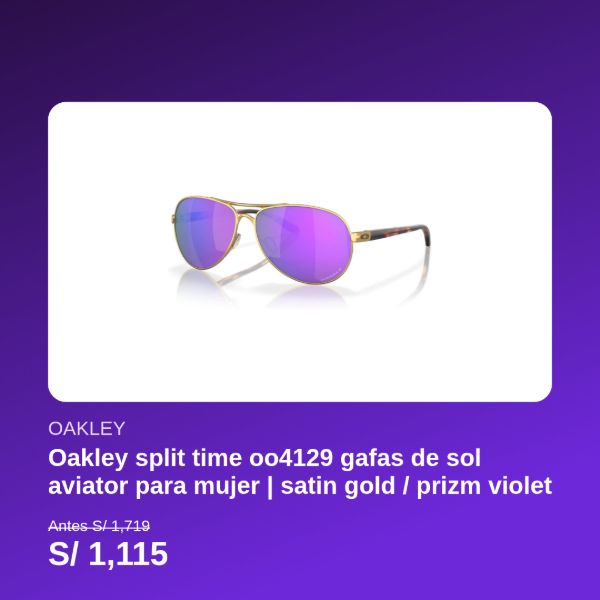 OAKLEY
Oakley split time oo4129 gafas de sol
aviator para mujer | satin gold / prizm violet
Antes S/ 1,719
S/ 1,115